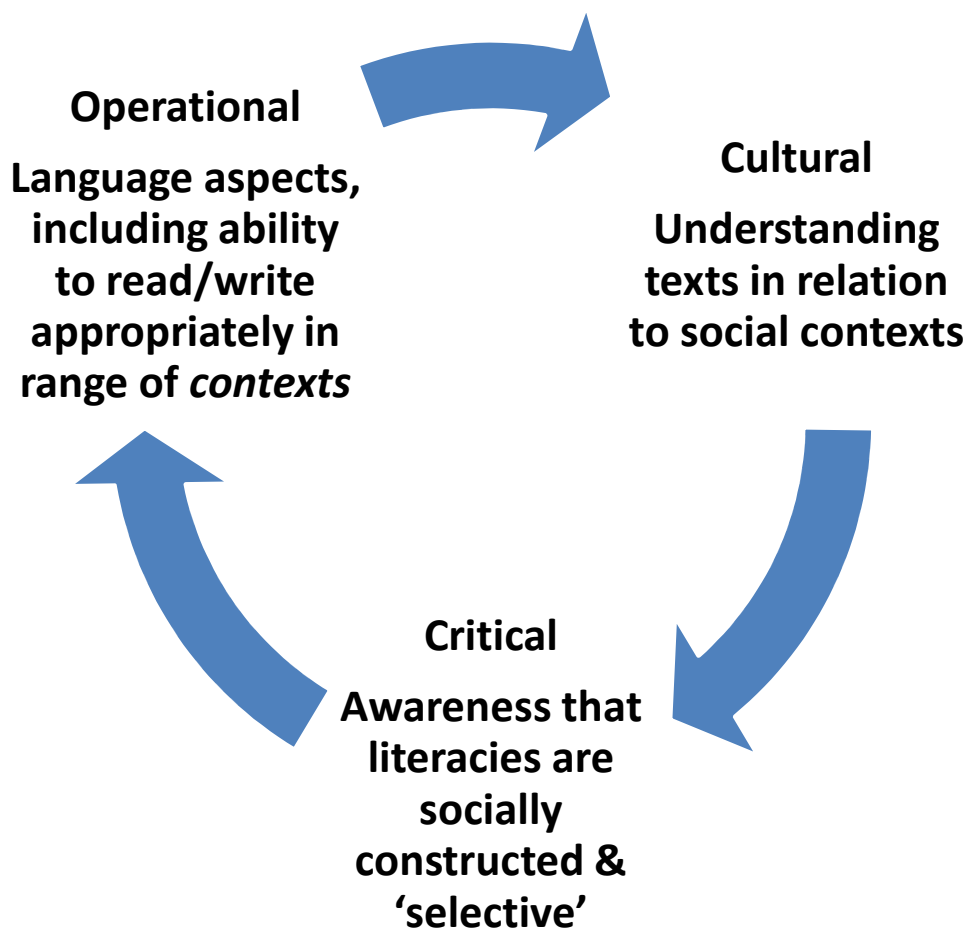 Operational
Language aspects,
including ability
to read/write
appropriately in
range of contexts
Cultural
Understanding
texts in relation
to social contexts
Critical
Awareness that
literacies are
socially
constructed &
‘selective’